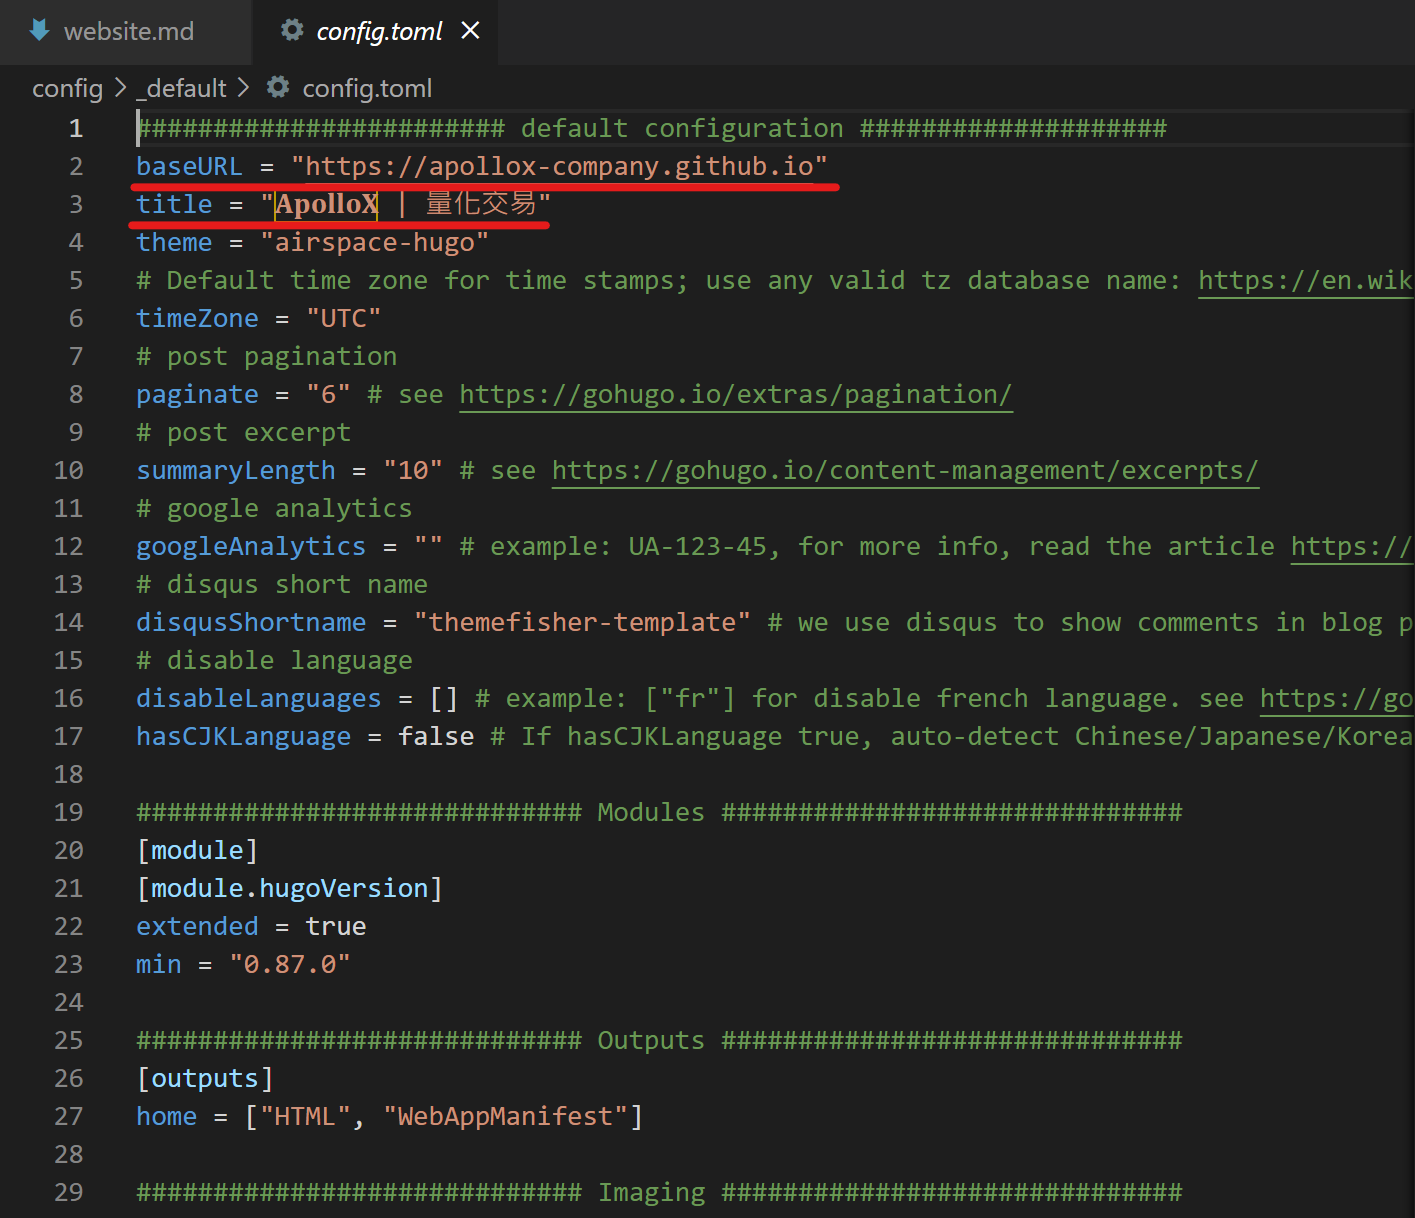 website.md config.toml
config > _default > config.toml
1 ######################## default configuration ####################
2 baseURL = "https://apollox-company.github.io"
3 title = "ApolloX | 量化交易"
4 theme = "airspace-hugo"
5 # Default time zone for time stamps; use any valid tz database name: https://en.wik
6 timeZone = "UTC"
7 # post pagination
8 paginate = "6" # see https://gohugo.io/extras/pagination/
9 # post excerpt
10 summaryLength = "10" # see https://gohugo.io/content-management/excerpts/
11 # google analytics
12 googleAnalytics = "" # example: UA-123-45, for more info, read the article https://
13 # disqus short name
14 disqusShortname = "themefisher-template" # we use disqus to show comments in blog p
15 # disable language
16 disableLanguages = [] # example: ["fr"] for disable french language. see https://go
17 hasCJKLanguage = false # If hasCJKLanguage true, auto-detect Chinese/Japanese/Korea
18
19 ############################# Modules ##############################
20 [module]
21 [module.hugoVersion]
22 extended = true
23 min = "0.87.0"
24
25 ############################# Outputs ##############################
26 [outputs]
27 home = ["HTML", "WebAppManifest"]
28
29 ############################# Imaging ##############################